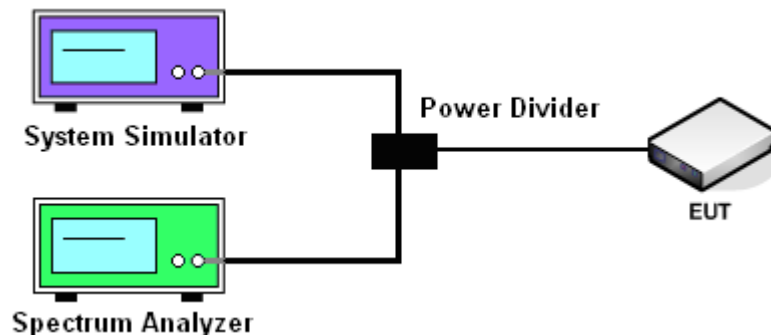 System Simulator
Power Divider
EUT
Spectrum Analyzer